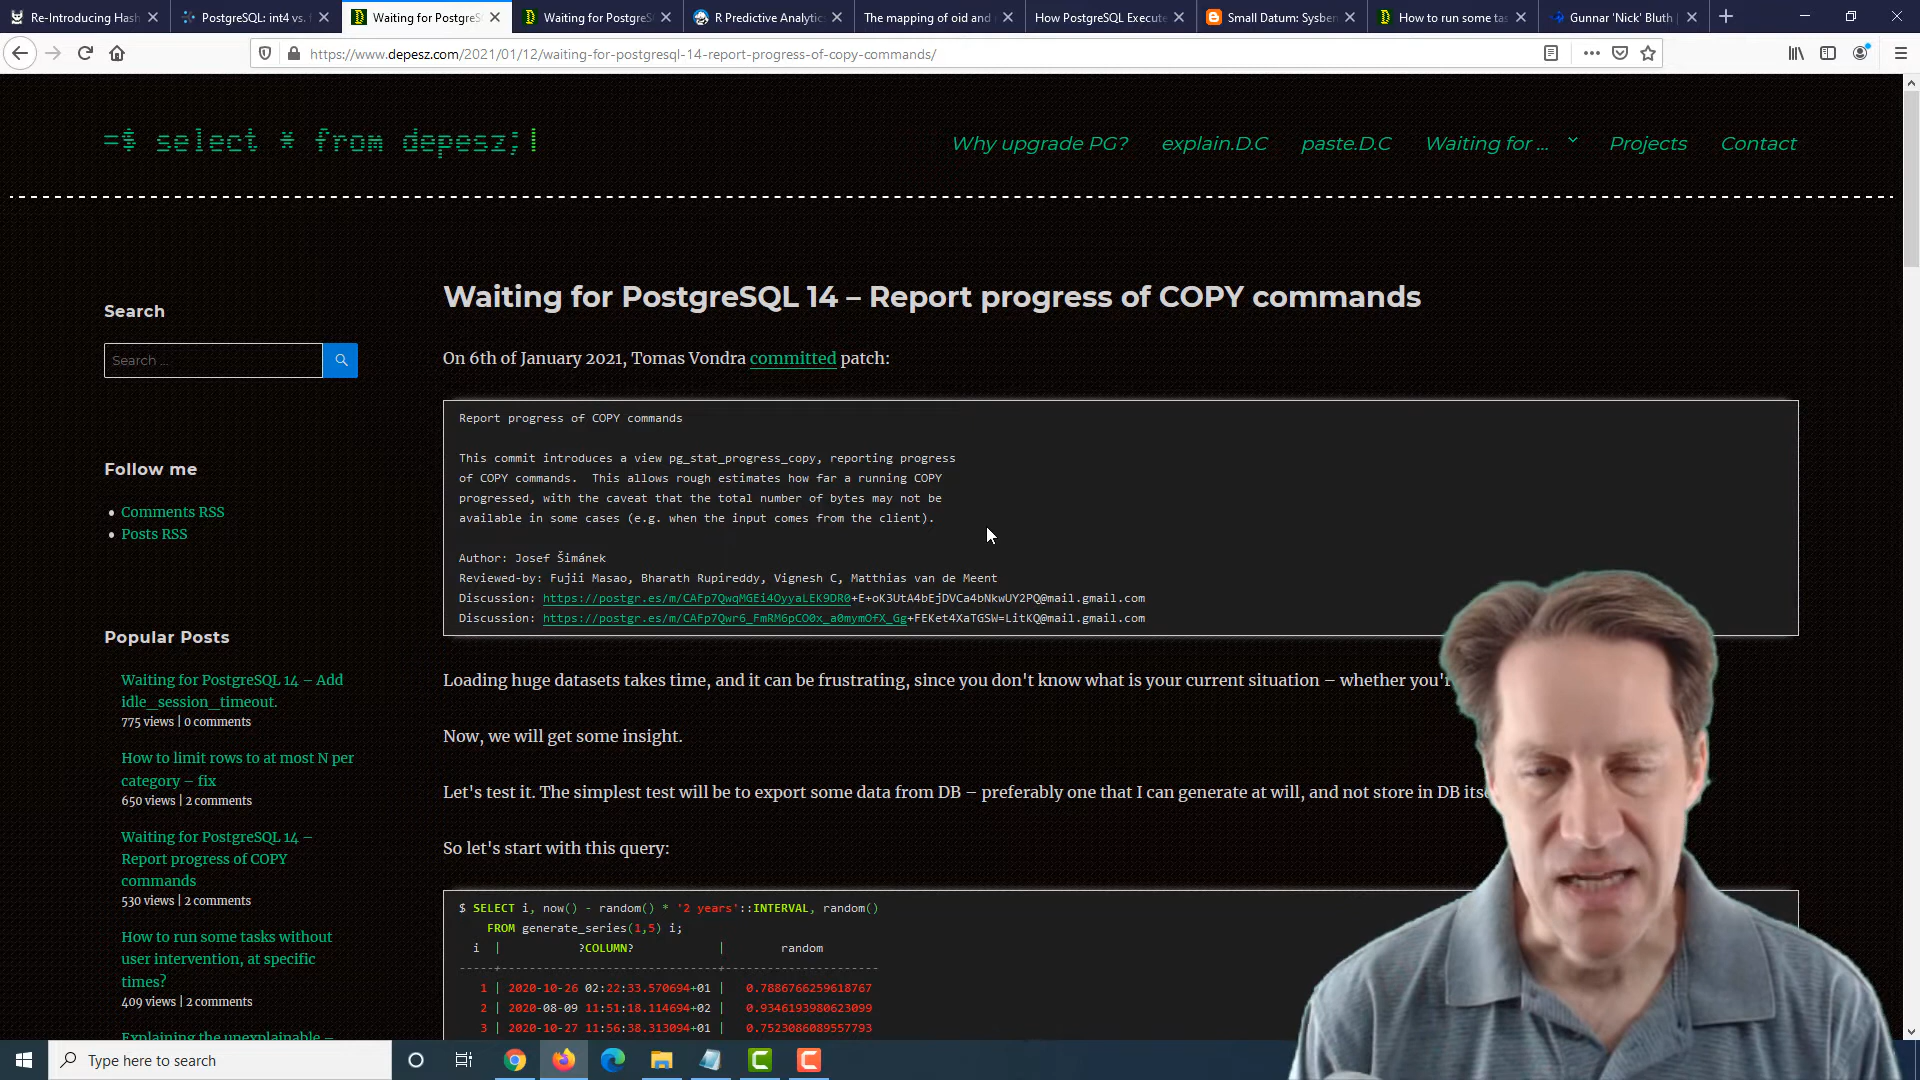 Re-Introducing Hash
PostgreSQL: int4 vs.
Waiting for PostgreS
Waiting for PostgreS
R Predictive Analytic
The mapping of oid and
How PostgreSQL Execute
Small Datum: Sysben
How to run some ta
Gunnar 'Nick' Bluth
https://www.depesz.com/2021/01/12/waiting-for-postgresql-14-report-progress-of-copy-commands/
=$ select * from depesz;|
Why upgrade PG?
explain.D.C
paste.D.C
Waiting for ...
Projects
Contact
Search
Search …
Follow me
Comments RSS
Posts RSS
Popular Posts
Waiting for PostgreSQL 14 – Add
idle_session_timeout.
775 views | 0 comments
How to limit rows to at most N per
category – fix
650 views | 2 comments
Waiting for PostgreSQL 14 –
Report progress of COPY
commands
530 views | 2 comments
How to run some tasks without
user intervention, at specific
times?
409 views | 2 comments
Explaining the unexplainable –
Waiting for PostgreSQL 14 – Report progress of COPY commands
On 6th of January 2021, Tomas Vondra committed patch:
Report progress of COPY commands
This commit introduces a view pg_stat_progress_copy, reporting progress
of COPY commands.  This allows rough estimates how far a running COPY
progressed, with the caveat that the total number of bytes may not be
available in some cases (e.g. when the input comes from the client).
Author: Josef Šimánek
Reviewed-by: Fujii Masao, Bharath Rupireddy, Vignesh C, Matthias van de Meent
Discussion: https://postgr.es/m/CAFp7QwqMGEi4OyyaLEK9DR0+E+oK3UtA4bEjDVCa4bNkwUY2PQ@mail.gmail.com
Discussion: https://postgr.es/m/CAFp7Qwr6_FmRM6pCO0x_a0mymOfX_Gg+FEKet4XaTGSW=LitKQ@mail.gmail.com
Loading huge datasets takes time, and it can be frustrating, since you don't know what is your current situation – whether you'r
Now, we will get some insight.
Let's test it. The simplest test will be to export some data from DB – preferably one that I can generate at will, and not store in DB itse
So let's start with this query:
$ SELECT i, now() - random() * '2 years'::INTERVAL, random()
FROM generate_series(1,5) i;
i | ?COLUMN? | random
-----+-------------------------------+----------------------
1 | 2020-10-26 02:22:33.570694+01 | 0.7886766259618767
2 | 2020-08-09 11:51:18.114694+02 | 0.9346193980623099
3 | 2020-10-27 11:56:38.313094+01 | 0.7523086089557793
Type here to search